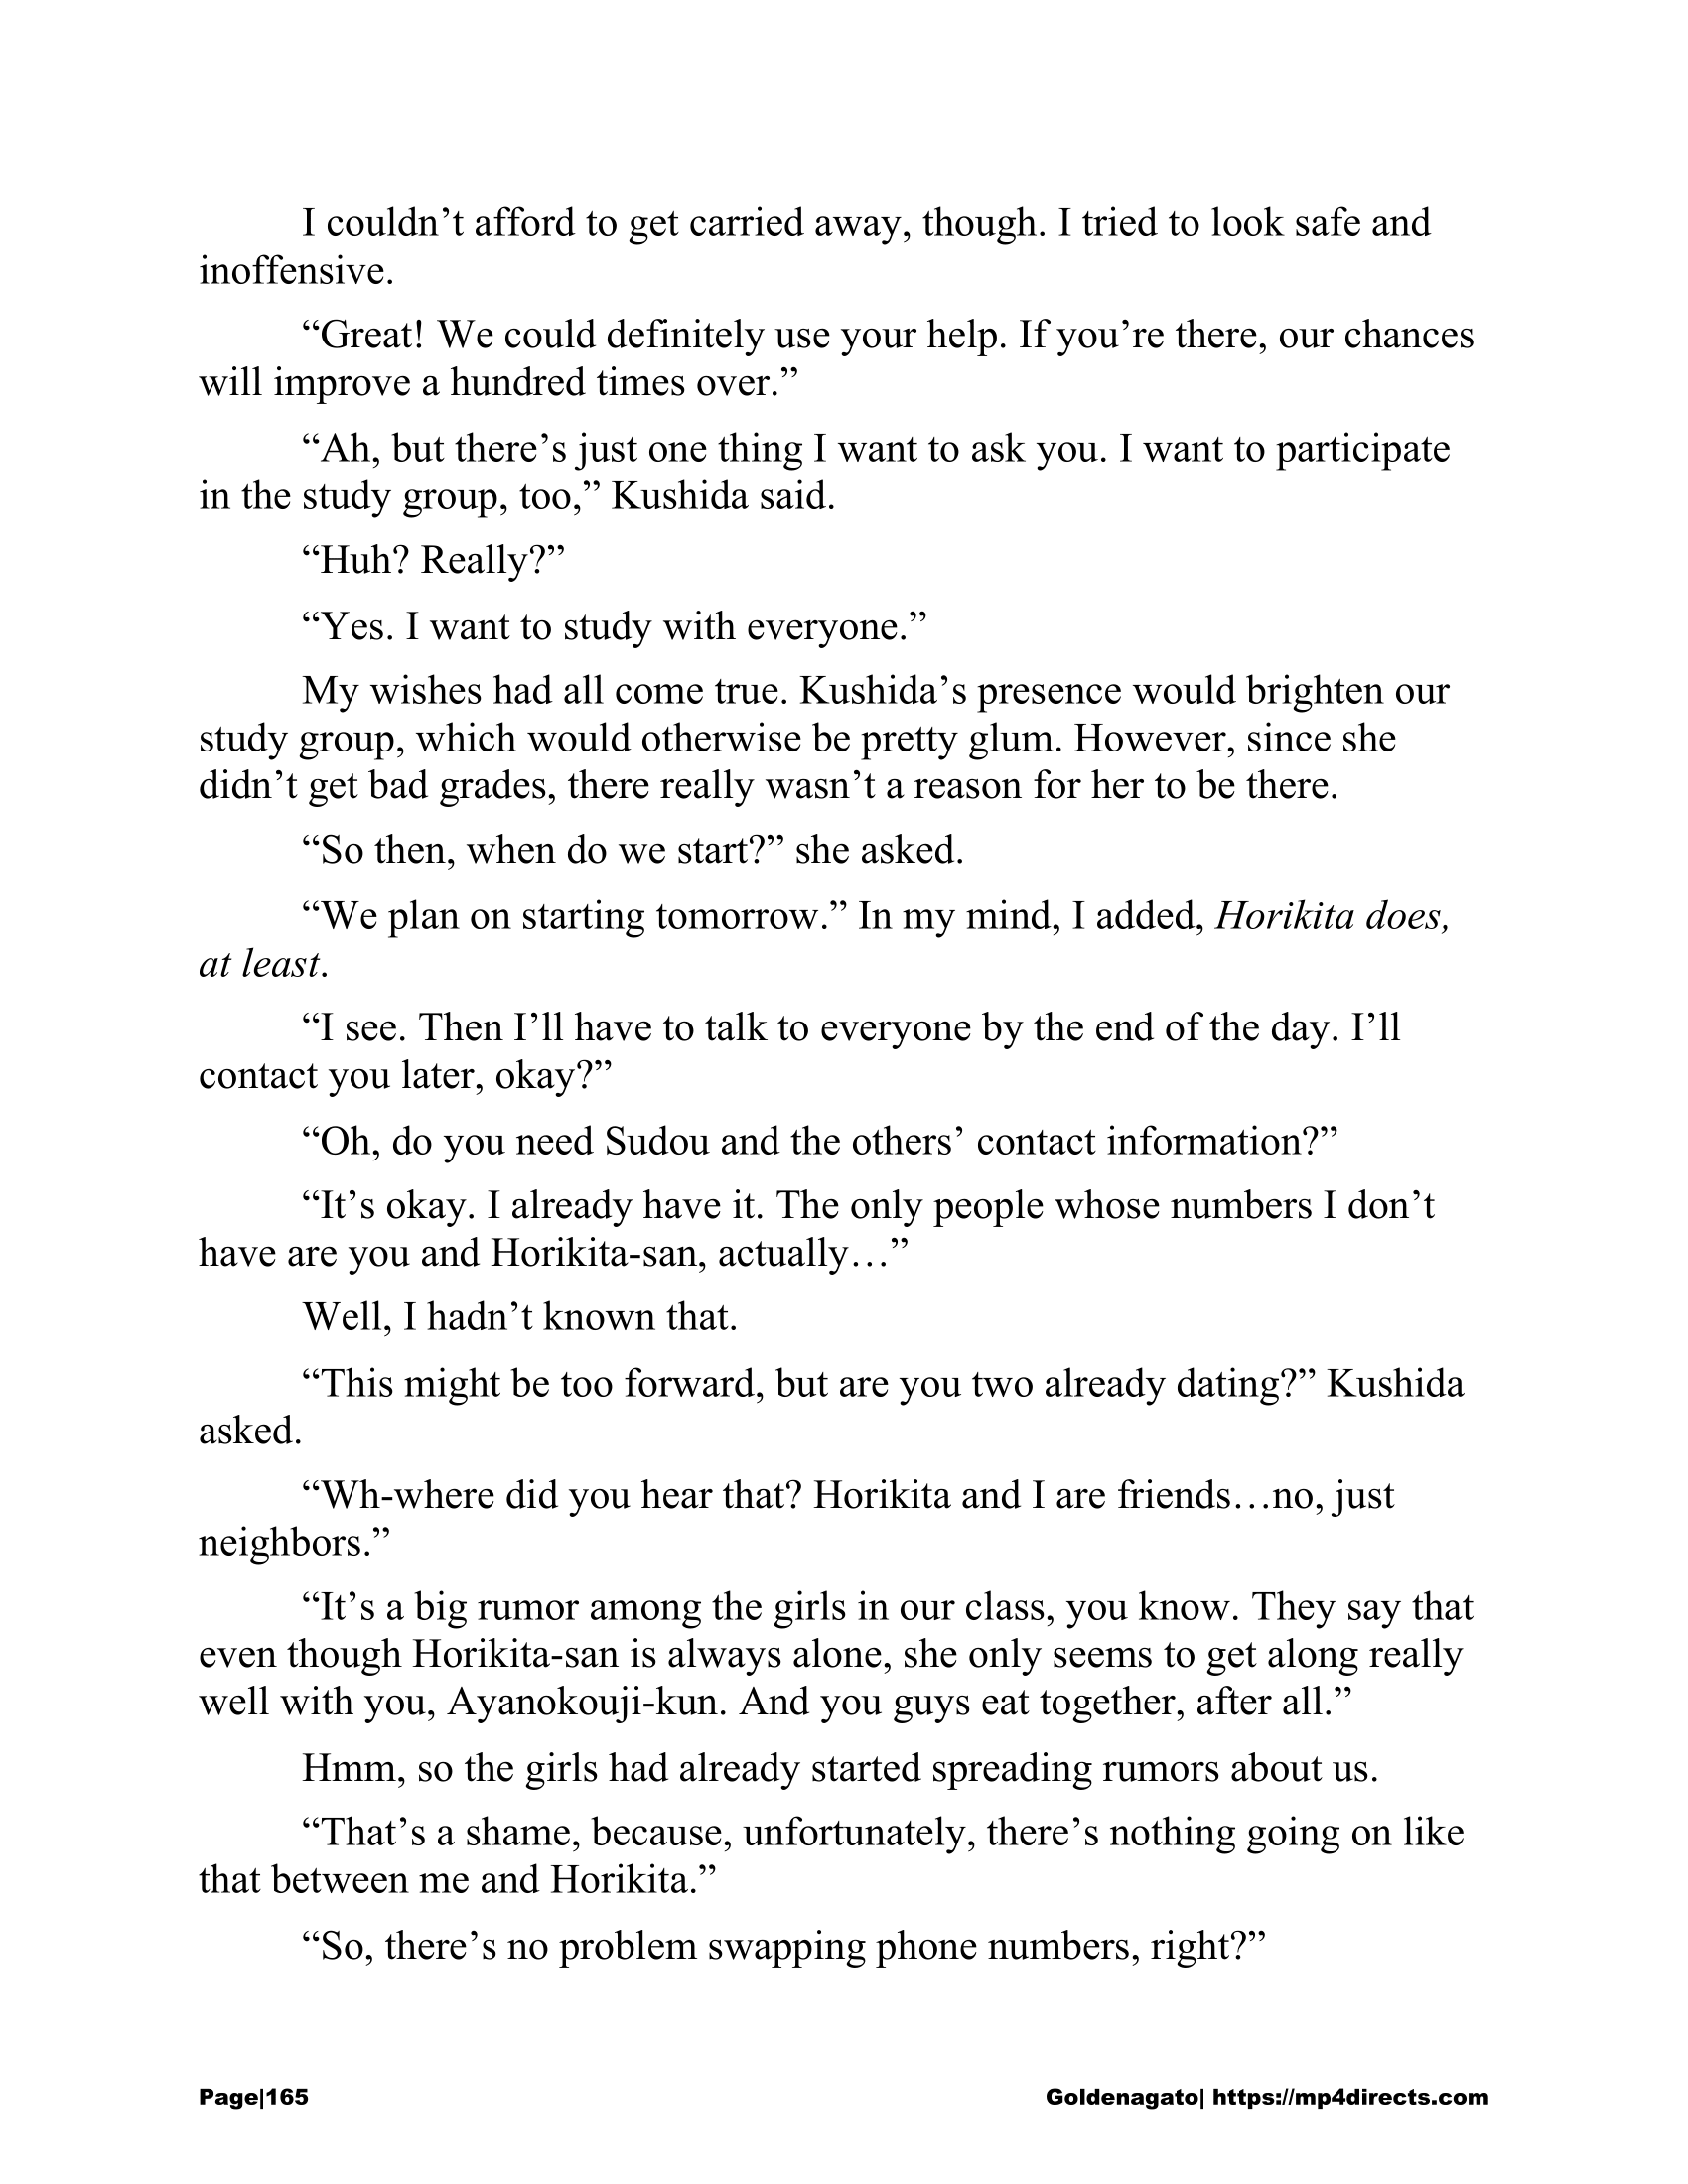 I couldn’t afford to get carried away, though. I tried to look safe and
inoffensive.
“Great! We could definitely use your help. If you’re there, our chances
will improve a hundred times over.”
“Ah, but there’s just one thing I want to ask you. I want to participate
in the study group, too,” Kushida said.
“Huh? Really?”
“Yes. I want to study with everyone.”
My wishes had all come true. Kushida’s presence would brighten our
study group, which would otherwise be pretty glum. However, since she
didn’t get bad grades, there really wasn’t a reason for her to be there.
“So then, when do we start?” she asked.
“We plan on starting tomorrow.” In my mind, I added, Horikita does,
at least.
“I see. Then I’ll have to talk to everyone by the end of the day. I’ll
contact you later, okay?”
“Oh, do you need Sudou and the others’ contact information?”
“It’s okay. I already have it. The only people whose numbers I don’t
have are you and Horikita-san, actually…”
Well, I hadn’t known that.
“This might be too forward, but are you two already dating?” Kushida
asked.
“Wh-where did you hear that? Horikita and I are friends…no, just
neighbors.”
“It’s a big rumor among the girls in our class, you know. They say that
even though Horikita-san is always alone, she only seems to get along really
well with you, Ayanokouji-kun. And you guys eat together, after all.”
Hmm, so the girls had already started spreading rumors about us.
“That’s a shame, because, unfortunately, there’s nothing going on like
that between me and Horikita.”
“So, there’s no problem swapping phone numbers, right?”
Page|165
Goldenagato| https://mp4directs.com